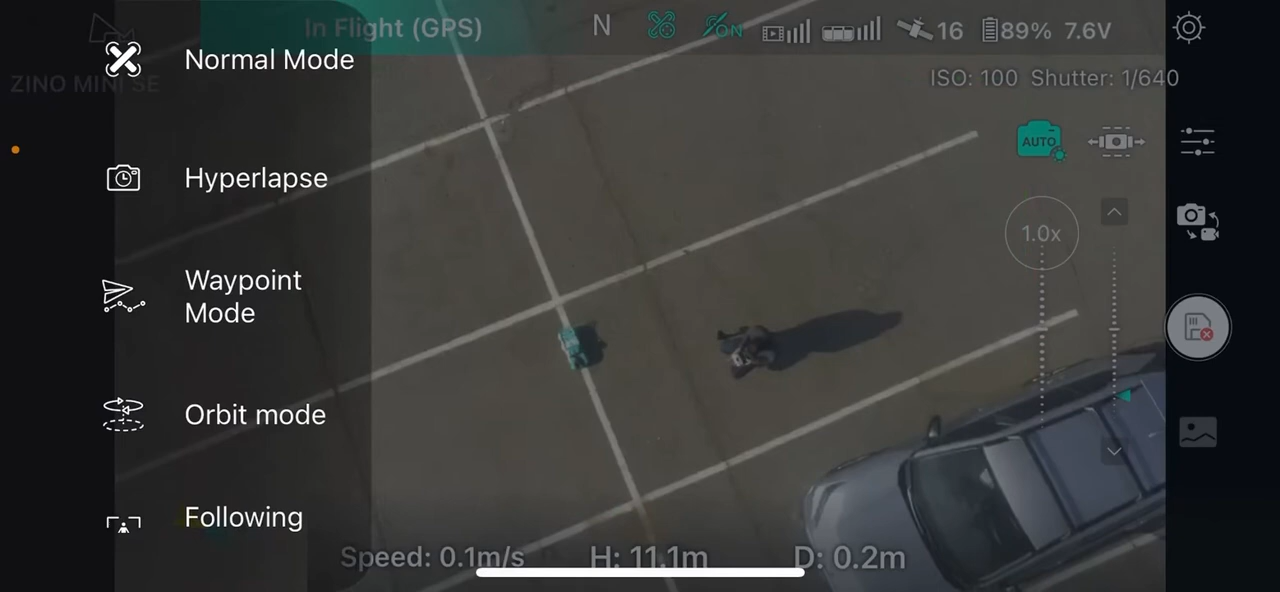 In Flight (GPS)
N
ON
16
89% 7.6V
Normal Mode
ZINO MINI SE
ISO: 100 Shutter: 1/640
AUTO
Hyperlapse
1.0x
Waypoint
Mode
Orbit mode
Following
Speed: 0.1m/s H: 11.1m D: 0.2m